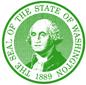 THE SEAL OF THE STATE OF WASHINGTON
1889